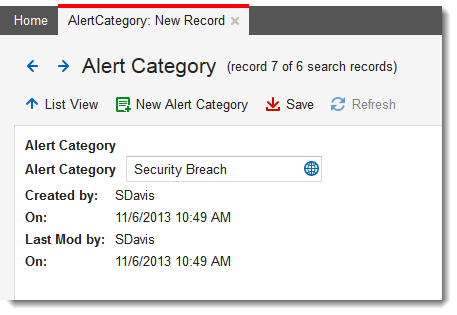 Home AlertCategory: New Record
Alert Category (record 7 of 6 search records)
List View New Alert Category Save Refresh
Alert Category
Alert Category Security Breach
Created by: SDavis
On: 11/6/2013 10:49 AM
Last Mod by: SDavis
On: 11/6/2013 10:49 AM